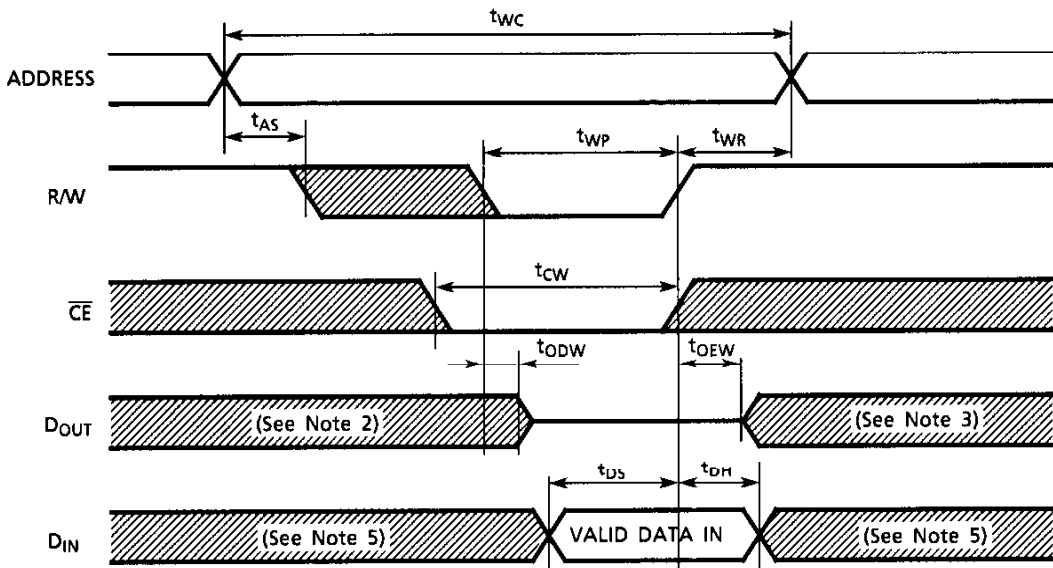 tWC
ADDRESS
tAS
tWP
tWR
R/W
tCW
CE
tODW
tOEW
DOUT
(See Note 2)
(See Note 3)
tDS
tDH
DIN
(See Note 5)
VALID DATA IN
(See Note 5)